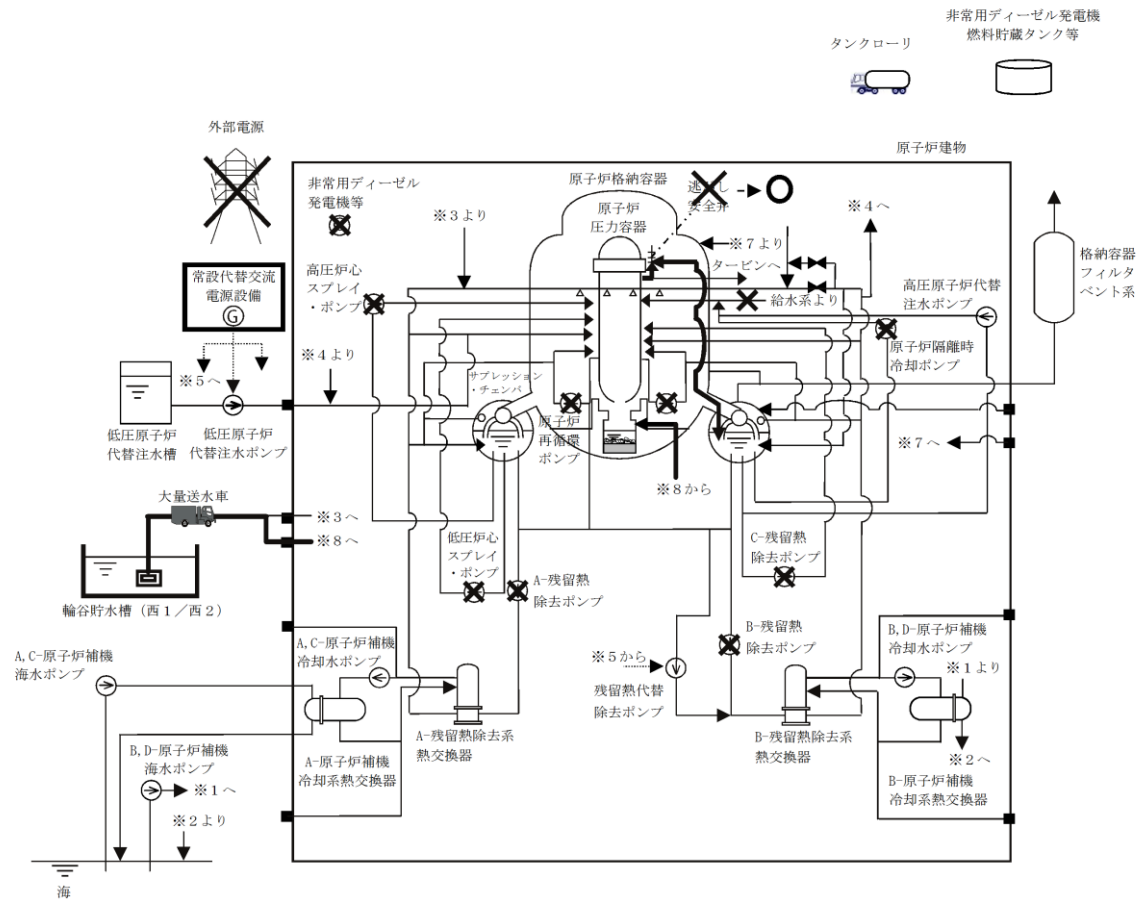 非常用ディーゼル発電機
燃料貯蔵タンク等
タンクローリ
外部電源
原子炉建物
非常用ディーゼル
発電機等
原子炉格納容器
逃がし
安全弁
原子炉
圧力容器
※3より
※4へ
※7より
タービンへ
格納容器
フィルタ
ベント系
常設代替交流
電源設備
G
高圧炉心
スプレイ
・ポンプ
給水系より
高圧原子炉代替
注水ポンプ
原子炉隔離時
冷却ポンプ
※4より
※5へ
サプレッション
・チェンバ
低圧原子炉
代替注水槽
低圧原子炉
代替注水ポンプ
原子炉
再循環
ポンプ
※7へ
※8から
大量送水車
※3へ
※8へ
輪谷貯水槽（西1／西2）
低圧炉心
スプレイ
・ポンプ
A-残留熱
除去ポンプ
C-残留熱
除去ポンプ
B-残留熱
除去ポンプ
A,C-原子炉補機
海水ポンプ
A,C-原子炉補機
冷却水ポンプ
※5から
残留熱代替
除去ポンプ
B,D-原子炉補機
冷却水ポンプ
※1より
A-残留熱除去系
熱交換器
B-残留熱除去系
熱交換器
※2へ
B,D-原子炉補機
海水ポンプ
A-原子炉補機
冷却系熱交換器
B-原子炉補機
冷却系熱交換器
※1へ
※2より
海